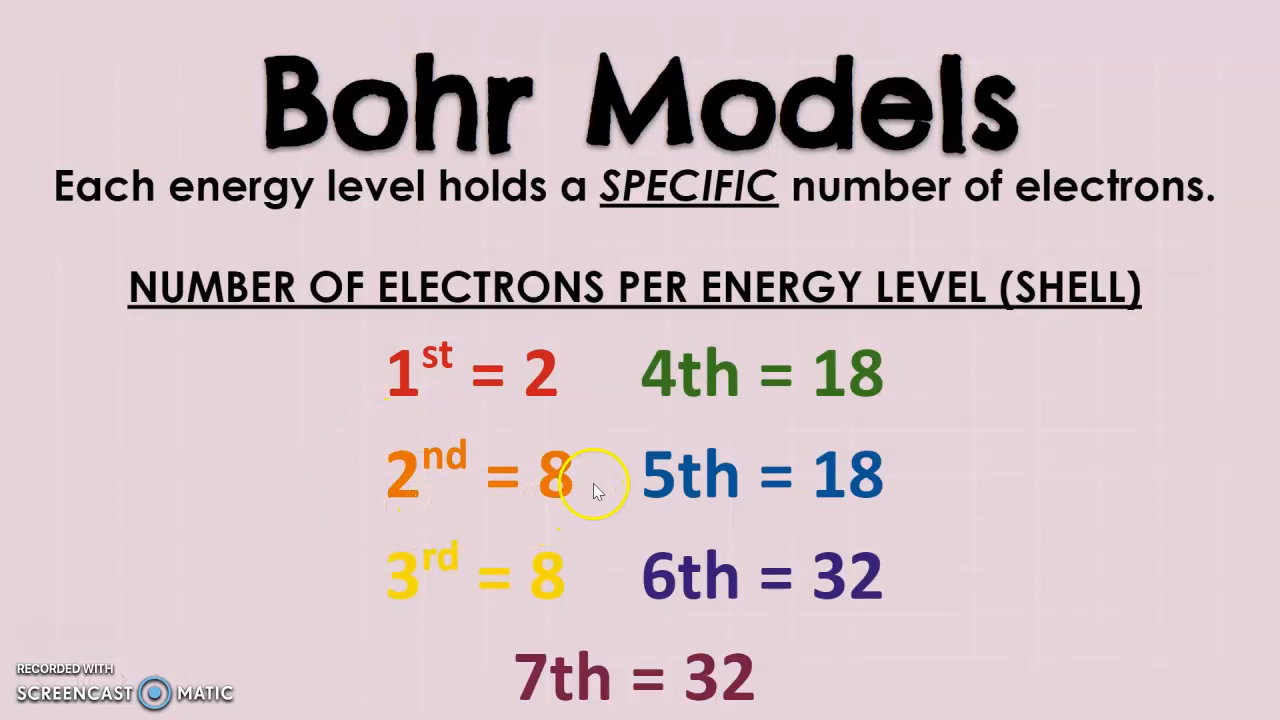 Bohr Models
Each energy level holds a SPECIFIC number of electrons.
NUMBER OF ELECTRONS PER ENERGY LEVEL (SHELL)
1st = 2
2nd = 8
3rd = 8
4th = 18
5th = 18
6th = 32
7th = 32
RECORDED WITH
SCREENCAST MATIC